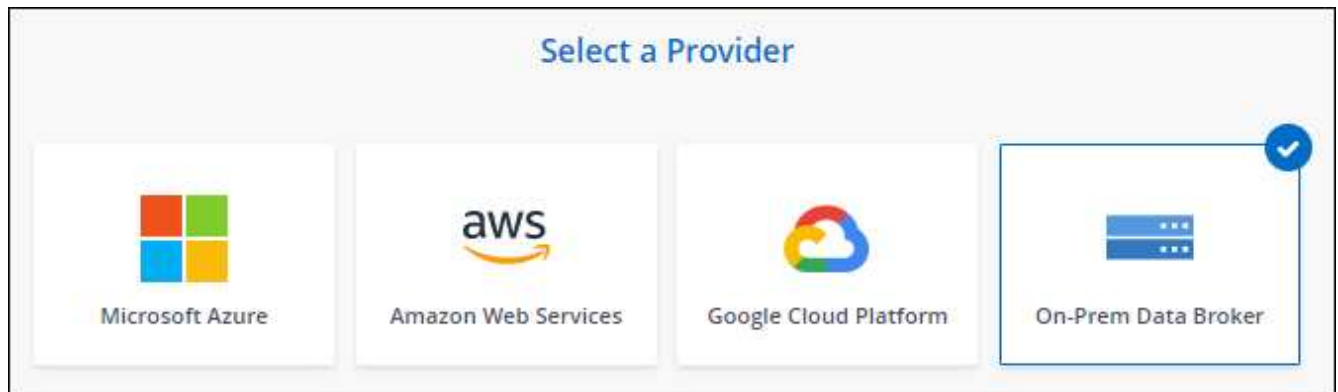 Select a Provider
aws
Microsoft Azure
Amazon Web Services
Google Cloud Platform
On-Prem Data Broker